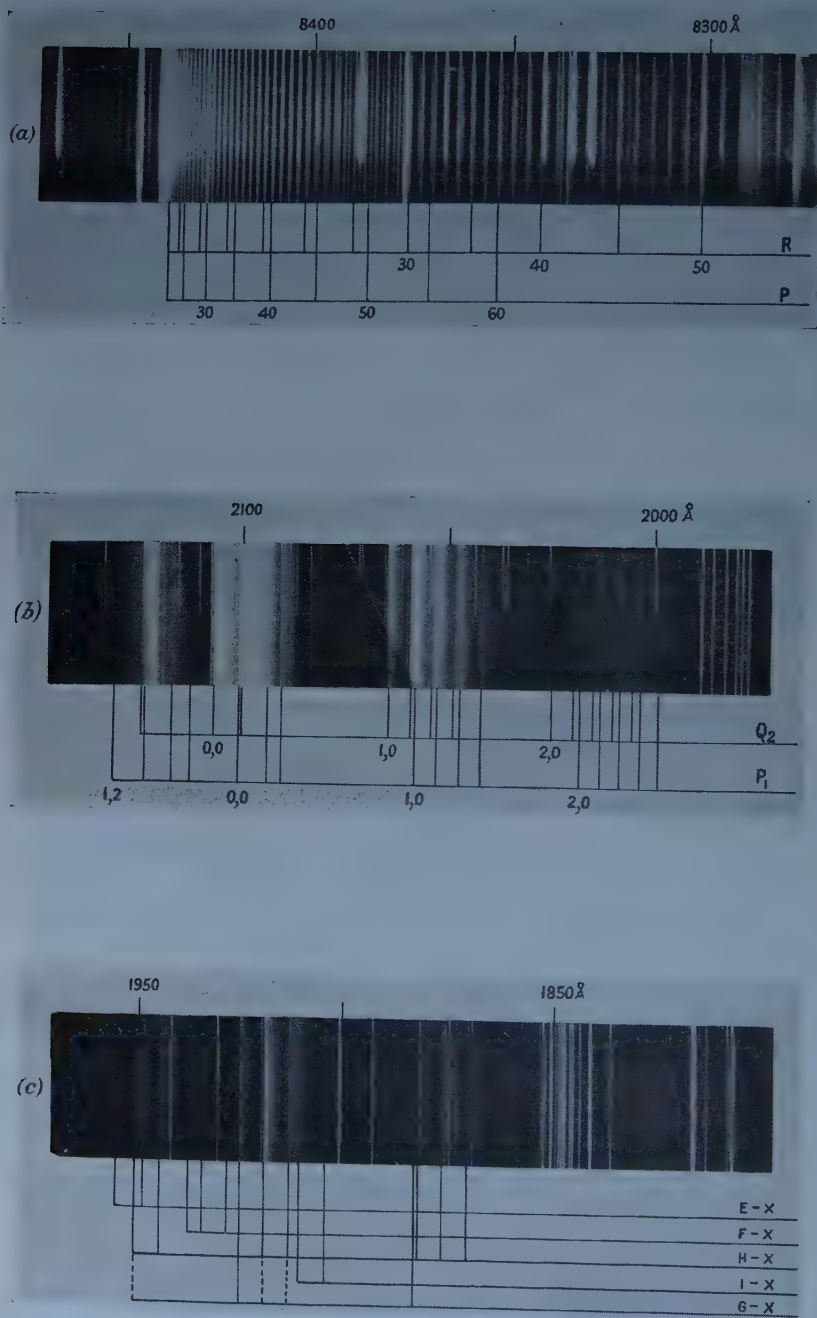 8400 8300 Å
(a)
R
30 40 50
P
30 40 50 60
2100 2000 Å
(b)
Q2
0,0 1,0 2,0
P1
1,2 0,0 1,0 2,0
1950 1850 Å
(c)
E-X
F-X
H-X
I-X
G-X